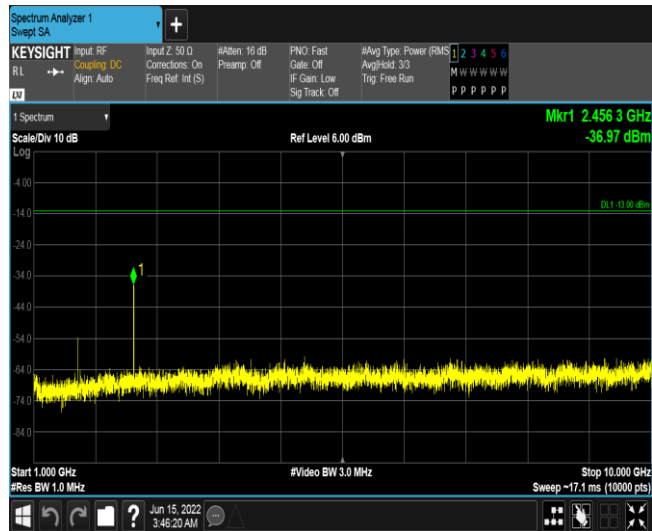 Spectrum Analyzer 1
Swept SA
KEYSIGHT
RL
LXI
Input: RF
Coupling: DC
Align: Auto
Input Z: 50 Ω
Corrections: On
Freq Ref: Int (S)
#Atten: 16 dB
Preamp: Off
PNO: Fast
Gate: Off
IF Gain: Low
Sig Track: Off
#Avg Type: Power (RMS
Avg|Hold: 3/3
Trig: Free Run
1 2 3 4 5 6
M W W W W W
P P P P P P
1 Spectrum
Mkr1 2.456 3 GHz
Scale/Div 10 dB
Ref Level 6.00 dBm
-36.97 dBm
Log
-4.00
DL1 -13.00 dBm
-14.0
-24.0
1
-34.0
-44.0
-54.0
-64.0
-74.0
-84.0
Start 1.000 GHz
#Video BW 3.0 MHz
Stop 10.000 GHz
#Res BW 1.0 MHz
Sweep ~17.1 ms (10000 pts)
?
Jun 15, 2022
3:46:20 AM